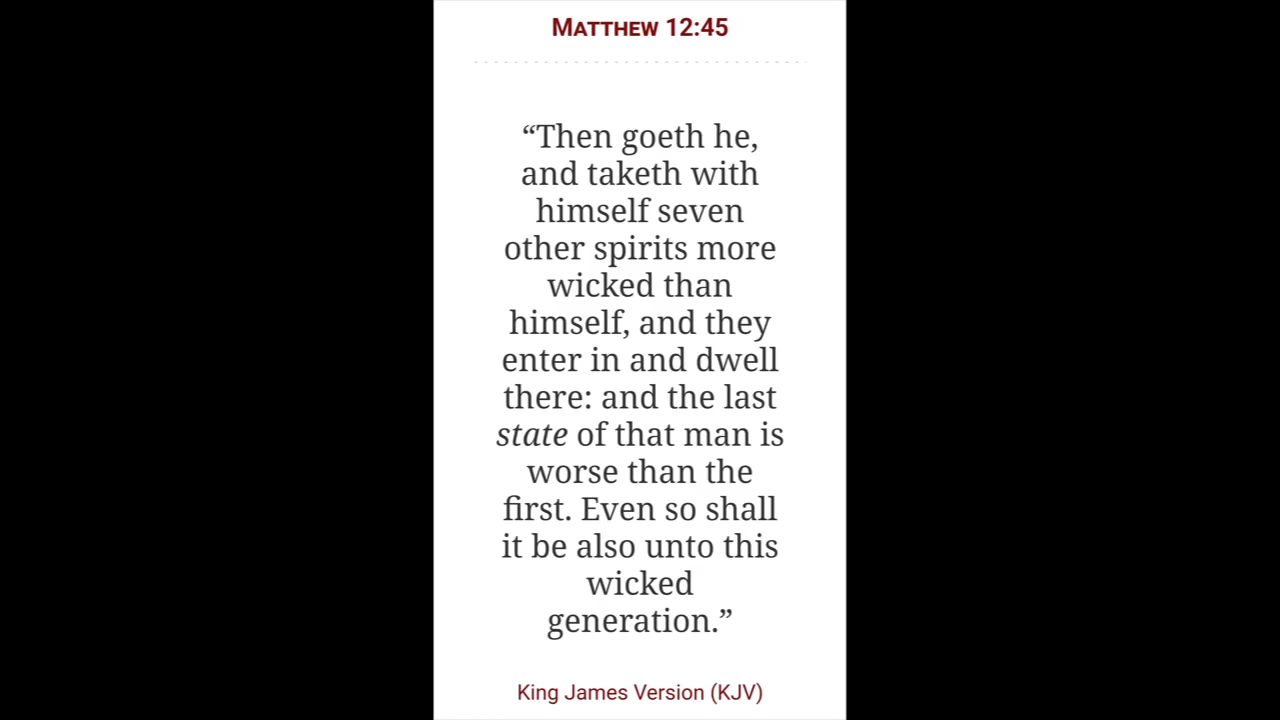 MATTHEW 12:45
“Then goeth he,
and taketh with
himself seven
other spirits more
wicked than
himself, and they
enter in and dwell
there: and the last
state of that man is
worse than the
first. Even so shall
it be also unto this
wicked
generation.”
King James Version (KJV)